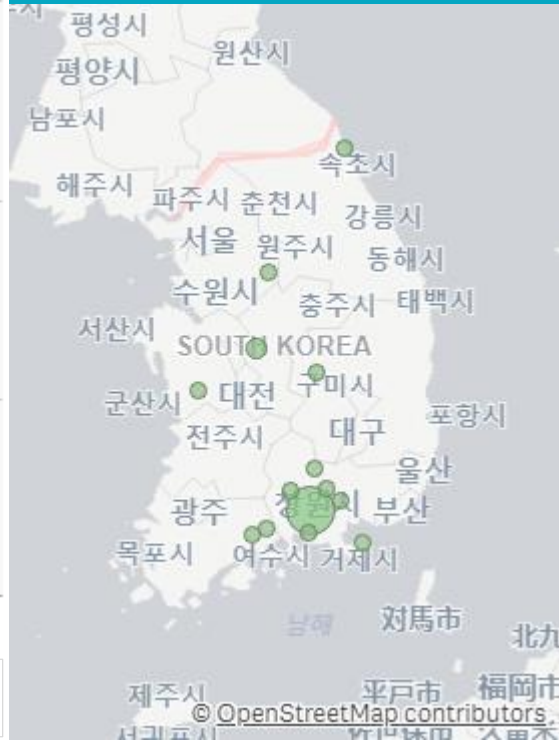 평성시
원산시
평양시
남포시
해주시
속초시
파주시 춘천시
강릉시
서울 원주시
동해시
수원시
충주시 태백시
서산시
SOUTH KOREA
구미시
군산시 대전
포항시
전주시 대구
울산
창원시
광주 부산
목포시 여수시 거제시
남해
対馬市
제주시 平戸市 福岡市
© OpenStreetMap contributors